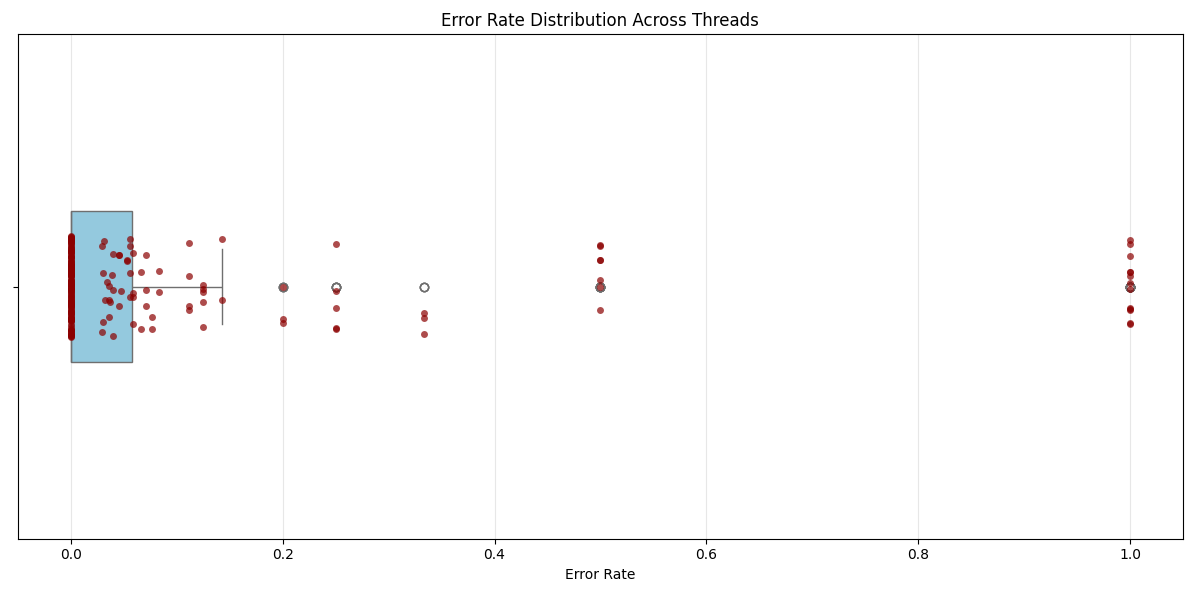 Error Rate Distribution Across Threads
0.0 0.2 0.4 0.6 0.8 1.0
Error Rate